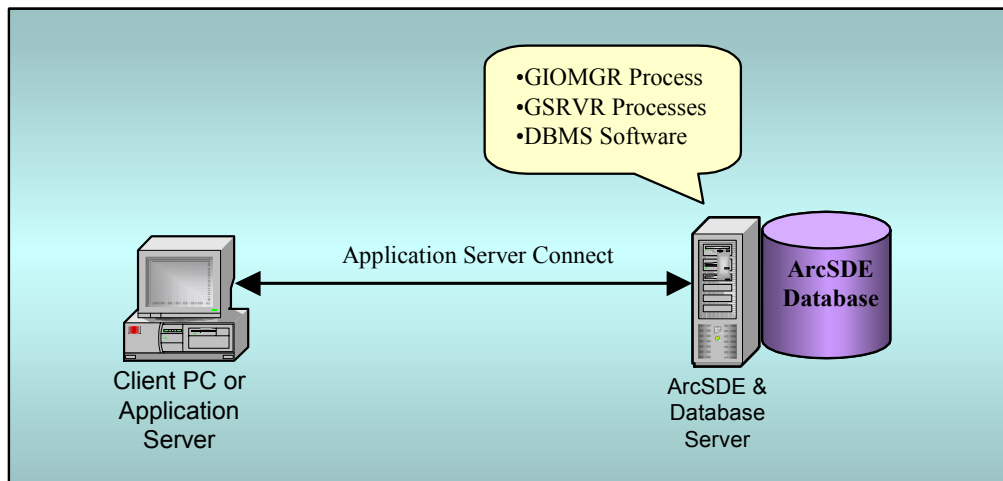 •GIOMGR Process
•GSRVR Processes
•DBMS Software
Application Server Connect
ArcSDE
Database
Client PC or
Application
Server
ArcSDE &
Database
Server